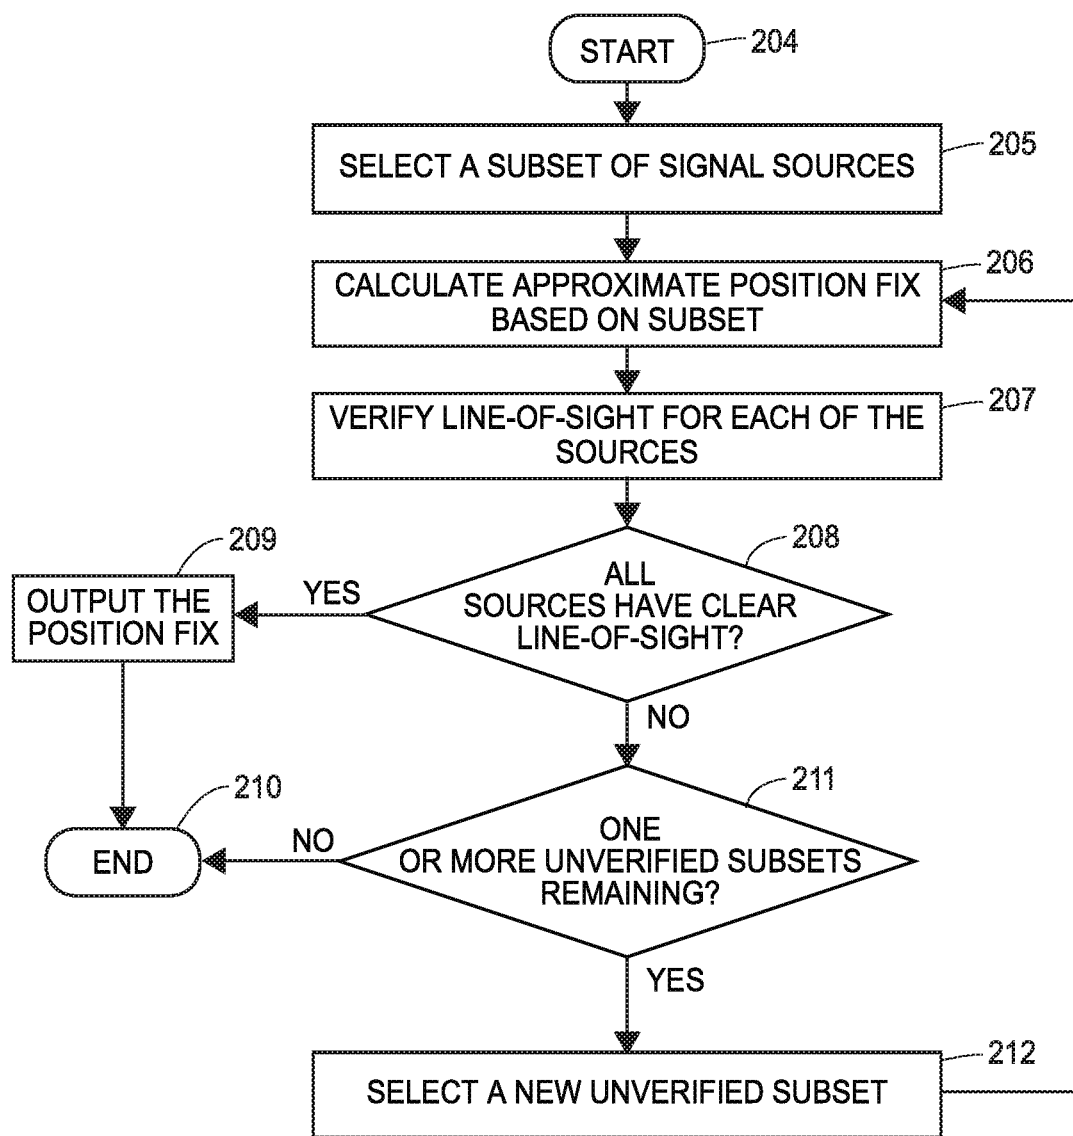 START
204
SELECT A SUBSET OF SIGNAL SOURCES
205
CALCULATE APPROXIMATE POSITION FIX
BASED ON SUBSET
206
VERIFY LINE-OF-SIGHT FOR EACH OF THE
SOURCES
207
ALL
SOURCES HAVE CLEAR
LINE-OF-SIGHT?
208
YES
209
OUTPUT THE
POSITION FIX
NO
ONE
OR MORE UNVERIFIED SUBSETS
REMAINING?
211
NO
210
END
YES
SELECT A NEW UNVERIFIED SUBSET
212